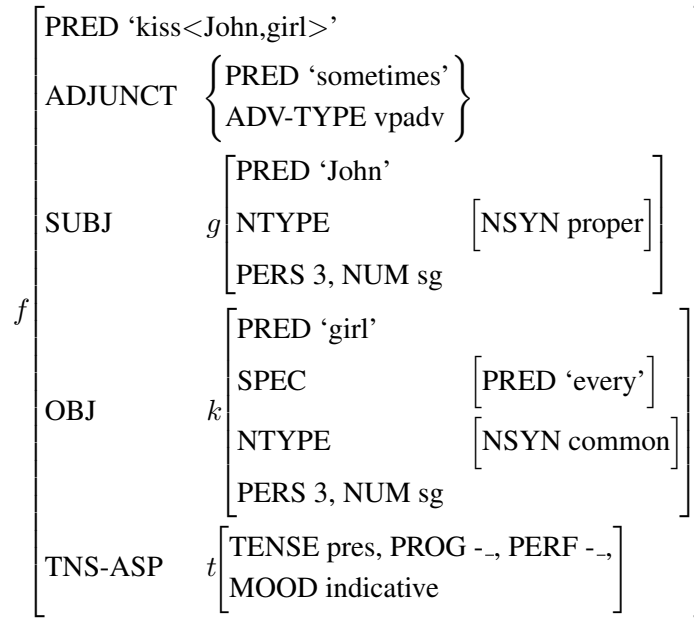 PRED ‘kiss<John,girl>’
ADJUNCT PRED ‘sometimes’
ADV-TYPE vpadv
PRED ‘John’
SUBJ g NTYPE NSYN proper
PERS 3, NUM sg
f
PRED ‘girl’
SPEC PRED ‘every’
OBJ k
NTYPE NSYN common
PERS 3, NUM sg
TNS-ASP t TENSE pres, PROG -_, PERF -_,
MOOD indicative